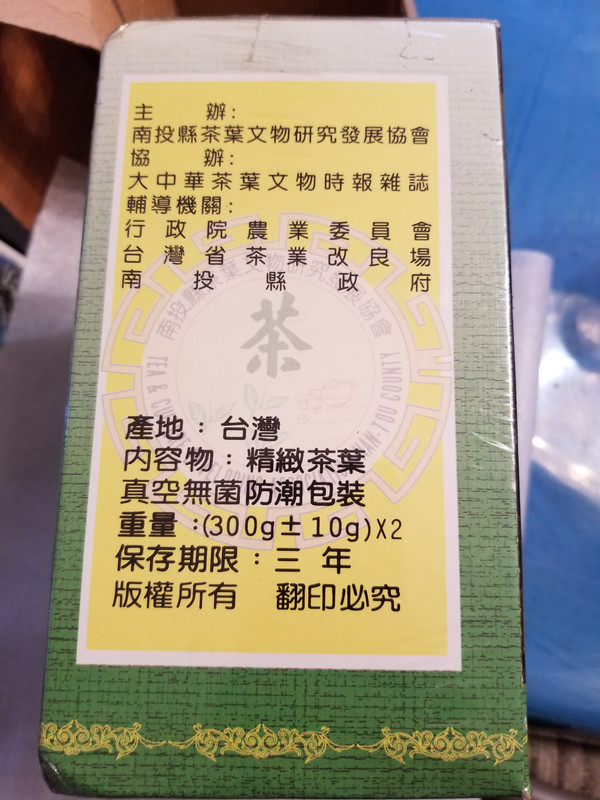 主 辦：
南投縣茶葉文物研究發展協會
協 辦：
大中華茶葉文物時報雜誌
輔導機關：
行政院農業委員會
台灣省茶業改良場
南投縣政府
茶
產地：台灣
內容物：精緻茶葉
真空無菌防潮包裝
重量：(300g±10g)X2
保存期限：三 年
版權所有 翻印必究